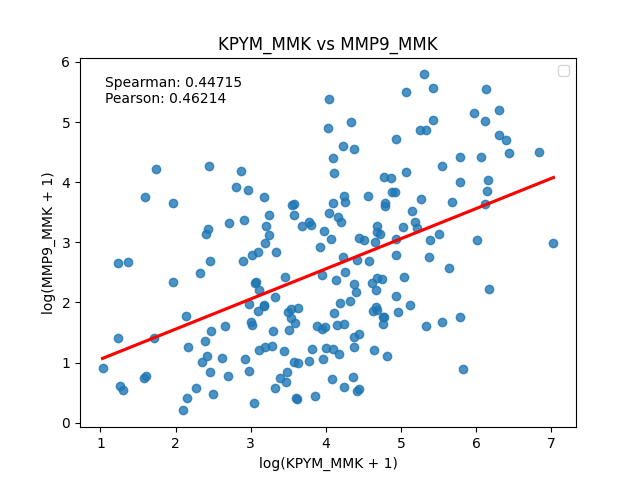 KPYM_MMK vs MMP9_MMK
Spearman: 0.44715
Pearson: 0.46214
log(MMP9_MMK + 1)
6
5
4
3
2
1
0
1 2 3 4 5 6 7
log(KPYM_MMK + 1)